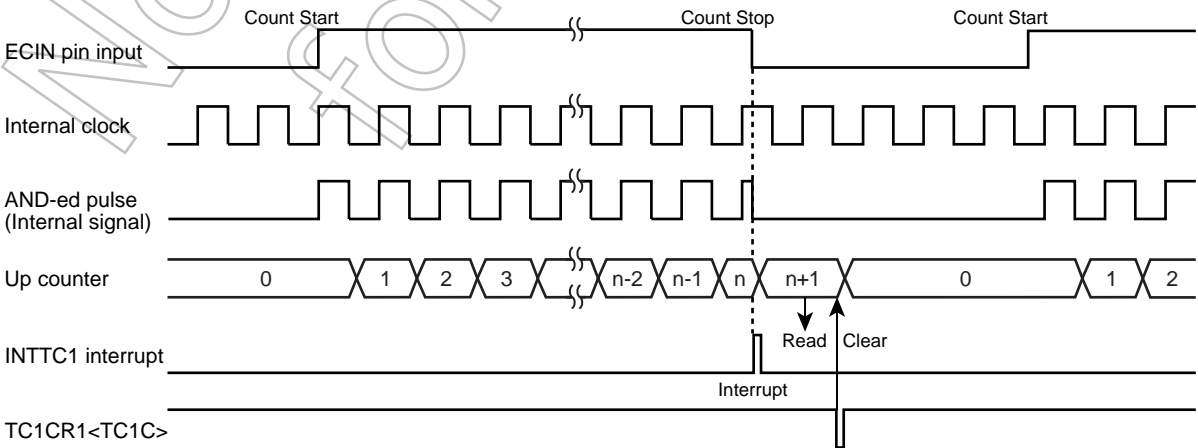 Count Start Count Stop Count Start
ECIN pin input
Internal clock
AND-ed pulse
(Internal signal)
Up counter 0 1 2 3 n-2 n-1 n n+1 0 1 2
Read Clear
INTTC1 interrupt
Interrupt
TC1CR1<TC1C>